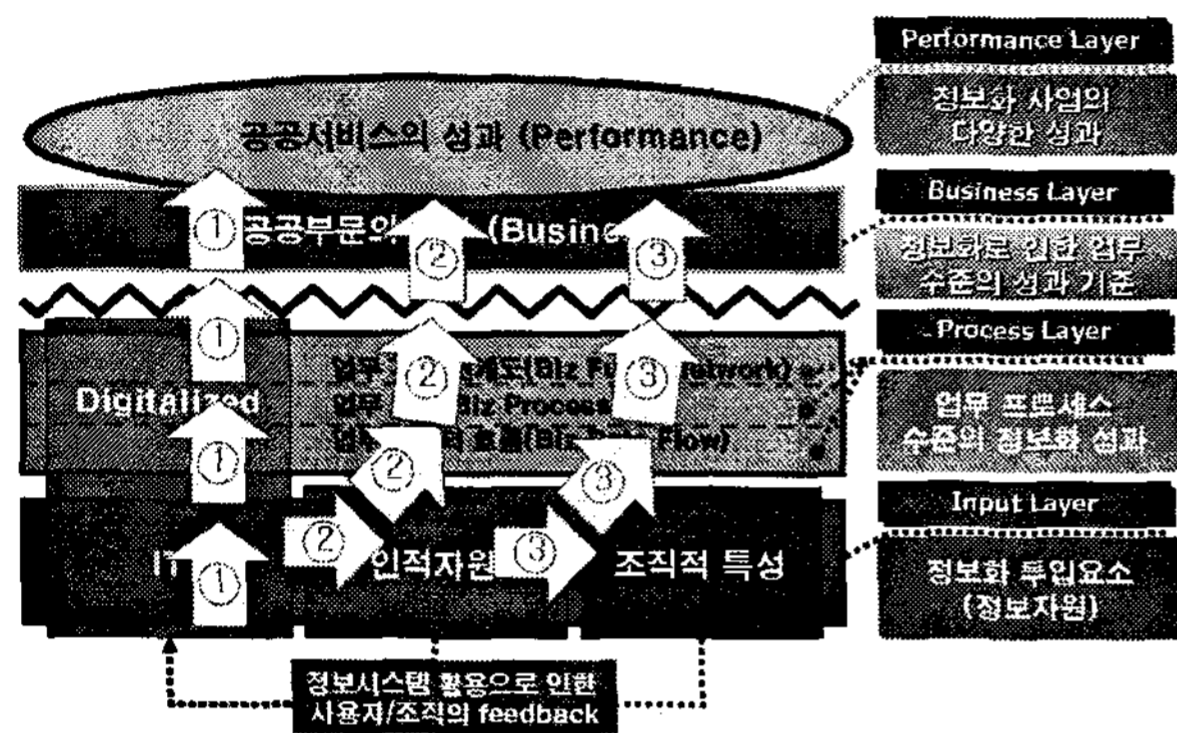 Performance Layer
정보화 사업의
다양한 성과
공공서비스의 성과 (Performance)
Business Layer
정보화로 인한 업무
수준의 성과 기준
공공부문의 (Busine
① ② ③
Process Layer
업무 프로세스
수준의 정보화 성과
① ② ③
업무 (Biz Fu
Digitalized
업무 Biz Process
업 흐름(Biz Flow)
① ② ③
Input Layer
정보화 투입요소
(정보자원)
IT
① ② 인적자원 ③ 조직적 특성
정보시스템 활용으로 인한
사용자/조직의 feedback